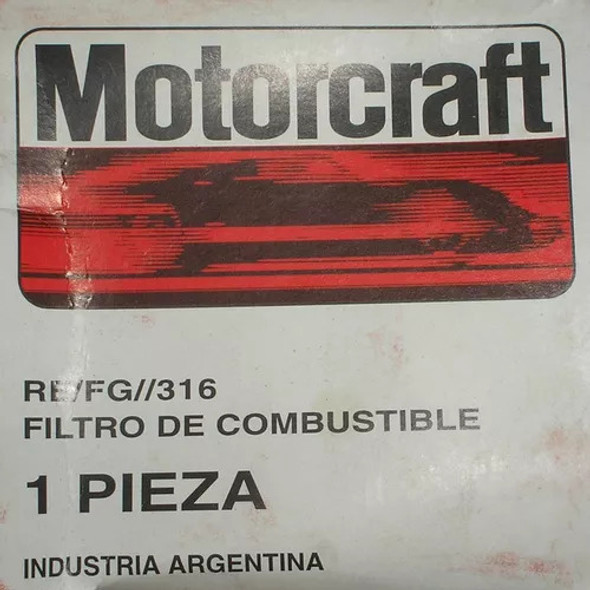 Motorcraft
RE/FG//316
FILTRO DE COMBUSTIBLE
1 PIEZA
INDUSTRIA ARGENTINA